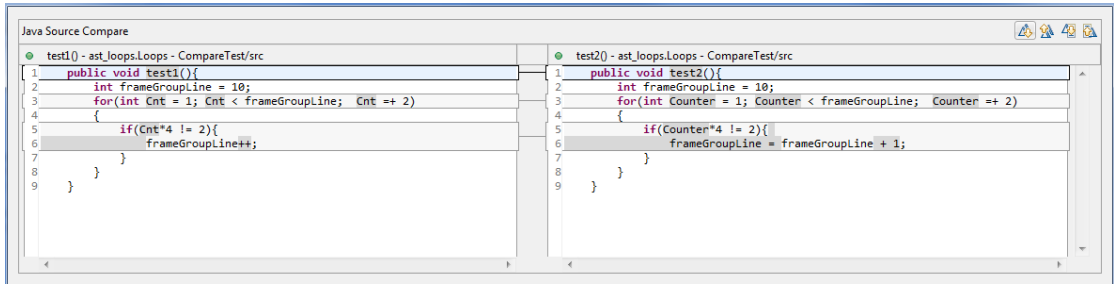 Java Source Compare
test1() - ast_loops.Loops - CompareTest/src
1 public void test1(){
2 int frameGroupLine = 10;
3 for(int Cnt = 1; Cnt < frameGroupLine; Cnt =+ 2)
4 {
5 if(Cnt*4 != 2){
6 frameGroupLine++;
7 }
8 }
9 }
test2() - ast_loops.Loops - CompareTest/src
1 public void test2(){
2 int frameGroupLine = 10;
3 for(int Counter = 1; Counter < frameGroupLine; Counter =+ 2)
4 {
5 if(Counter*4 != 2){
6 frameGroupLine = frameGroupLine + 1;
7 }
8 }
9 }